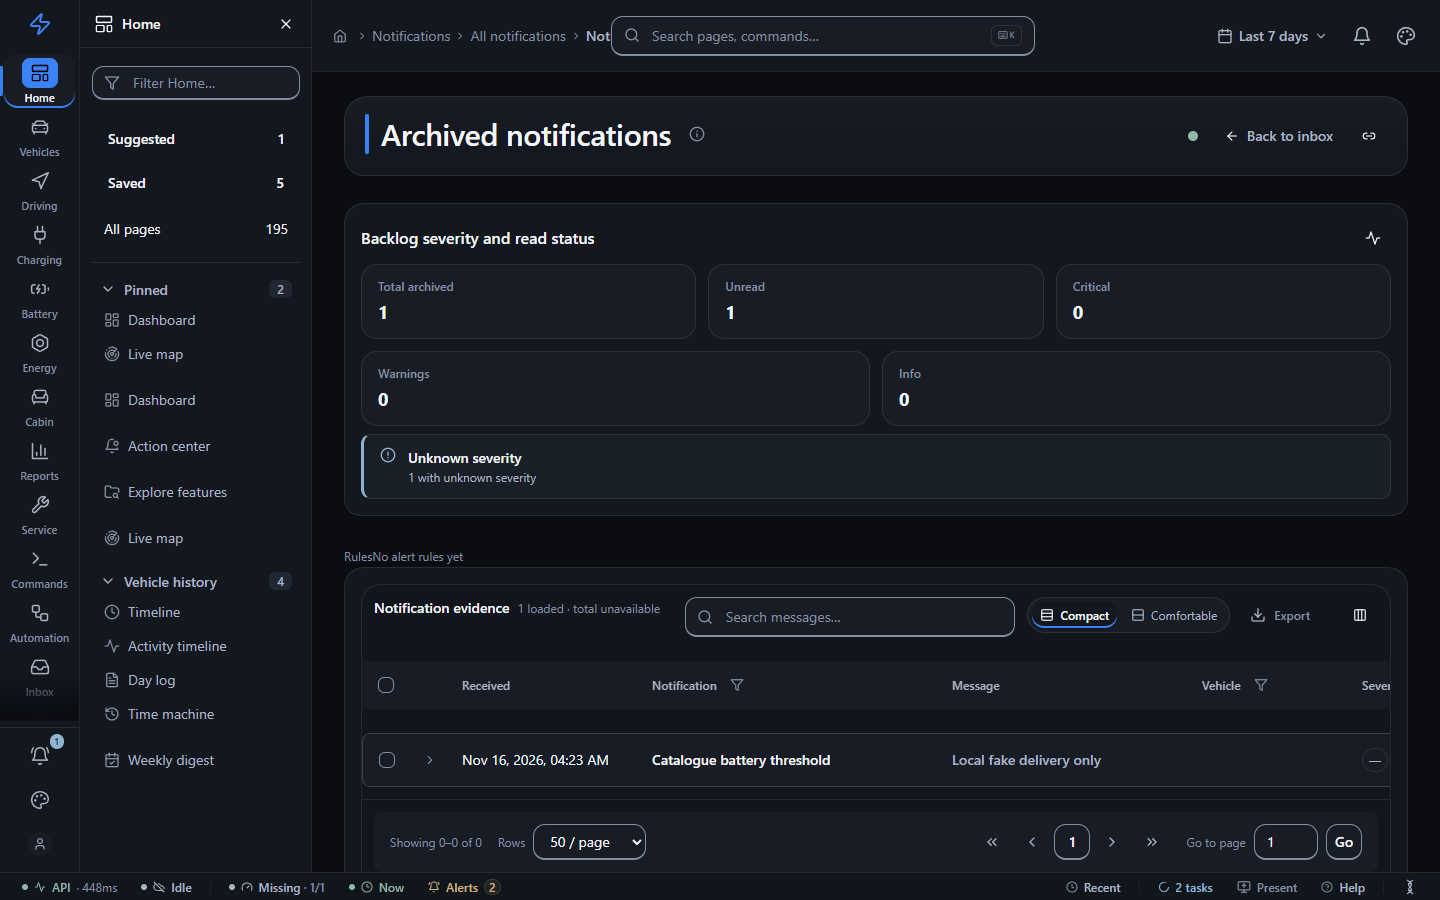 Home
Notifications
All notifications
Not
Search pages, commands...
K
Last 7 days
Home
Vehicles
Driving
Charging
Battery
Energy
Cabin
Reports
Service
Commands
Automation
Inbox
1
Filter Home...
Suggested 1
Saved 5
All pages 195
Pinned 2
Dashboard
Live map
Dashboard
Action center
Explore features
Live map
Vehicle history 4
Timeline
Activity timeline
Day log
Time machine
Weekly digest
Archived notifications
Back to inbox
Backlog severity and read status
Total archived
1
Unread
1
Critical
0
Warnings
0
Info
0
Unknown severity
1 with unknown severity
RulesNo alert rules yet
Notification evidence 1 loaded · total unavailable
Search messages...
Compact
Comfortable
Export
Received Notification Message Vehicle Sever
Nov 16, 2026, 04:23 AM Catalogue battery threshold Local fake delivery only —
Showing 0–0 of 0 Rows 50 / page 1 Go to page 1 Go
API · 448ms Idle Missing · 1/1 Now Alerts 2 Recent 2 tasks Present Help